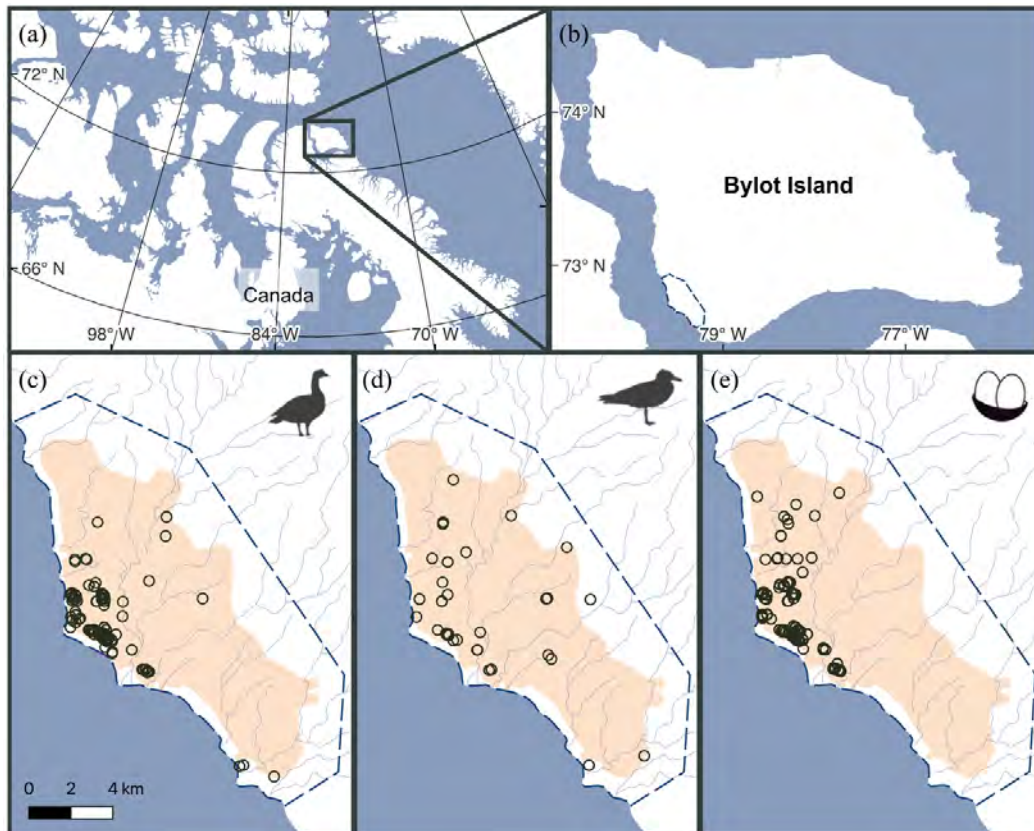 (a)
72° N
66° N
Canada
98° W
84° W
70° W
(b)
74° N
Bylot Island
73° N
79° W
77° W
(c)
(d)
(e)
0 2 4 km